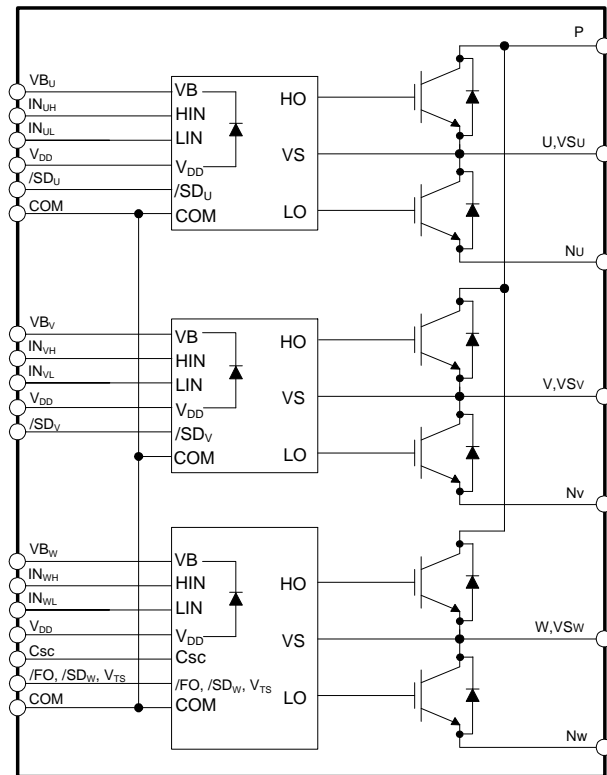 P
VBU
INUH
INUL
VDD
/SDU
COM
VB
HIN
LIN
VDD
/SDU
COM
HO
VS
LO
U,VSU
NU
VBV
INVH
INVL
VDD
/SDV
VB
HIN
LIN
VDD
/SDV
COM
HO
VS
LO
V,VSV
NV
VBW
INWH
INWL
VDD
Csc
/FO, /SDW, VTS
COM
VB
HIN
LIN
VDD
Csc
/FO, /SDW, VTS
COM
HO
VS
LO
W,VSW
NW